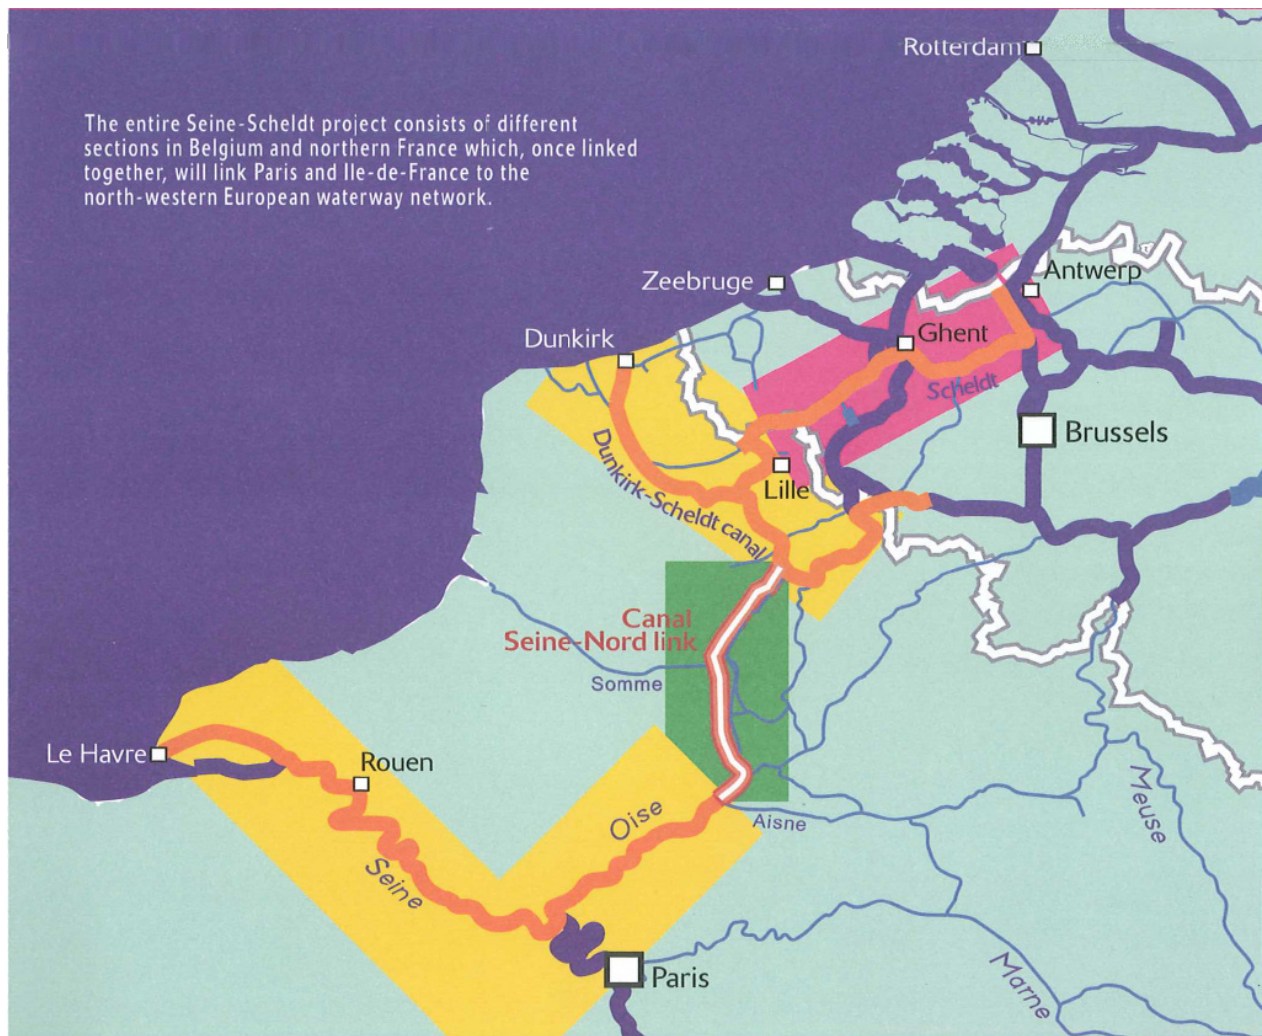 Rotterdam
The entire Seine-Scheldt project consists of different
sections in Belgium and northern France which, once linked
together, will link Paris and Ile-de-France to the
north-western European waterway network.
Zeebruge
Antwerp
Dunkirk
Ghent
Scheldt
Brussels
Lille
Dunkirk-Scheldt canal
Canal
Seine-Nord link
Somme
Le Havre
Rouen
Oise
Aisne
Meuse
Seine
Paris
Marne